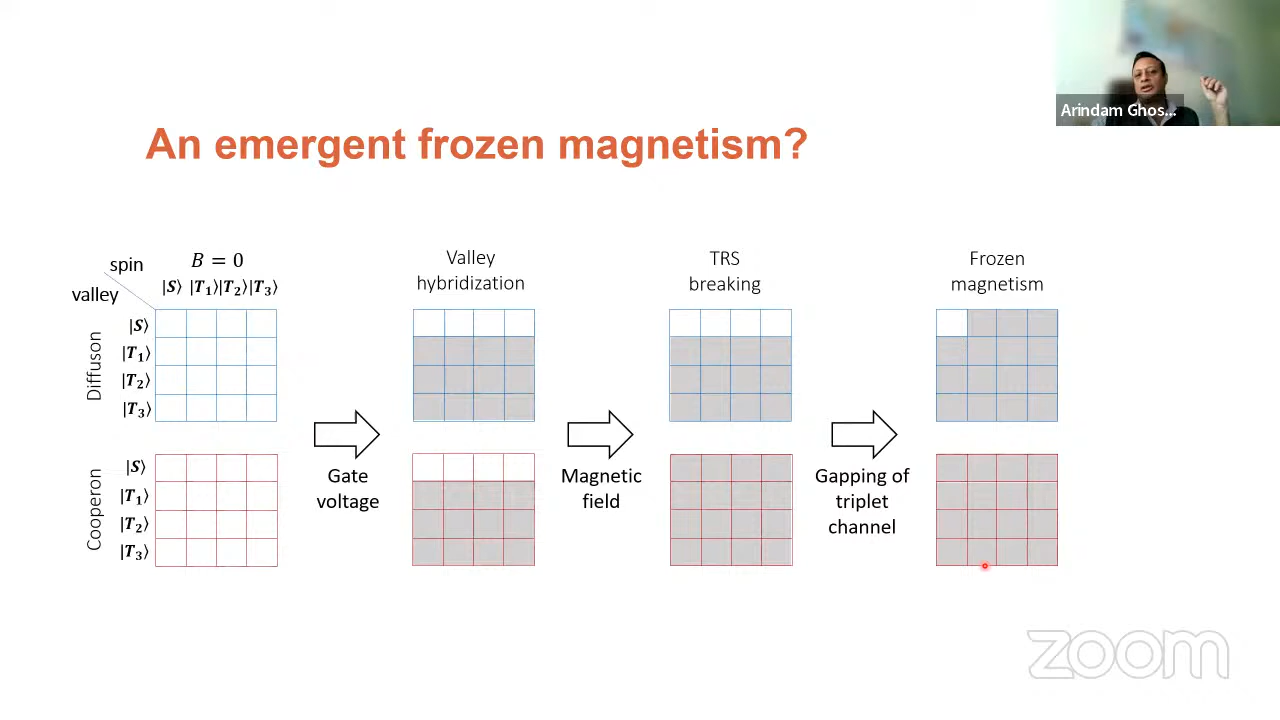 Arindam Ghos...
An emergent frozen magnetism?
spin
valley
B = 0
|S⟩ |T₁⟩|T₂⟩|T₃⟩
Diffuson
|S⟩
|T₁⟩
|T₂⟩
|T₃⟩
Cooperon
|S⟩
|T₁⟩
|T₂⟩
|T₃⟩
Gate
voltage
Valley
hybridization
Magnetic
field
TRS
breaking
Gapping of
triplet
channel
Frozen
magnetism
zoom